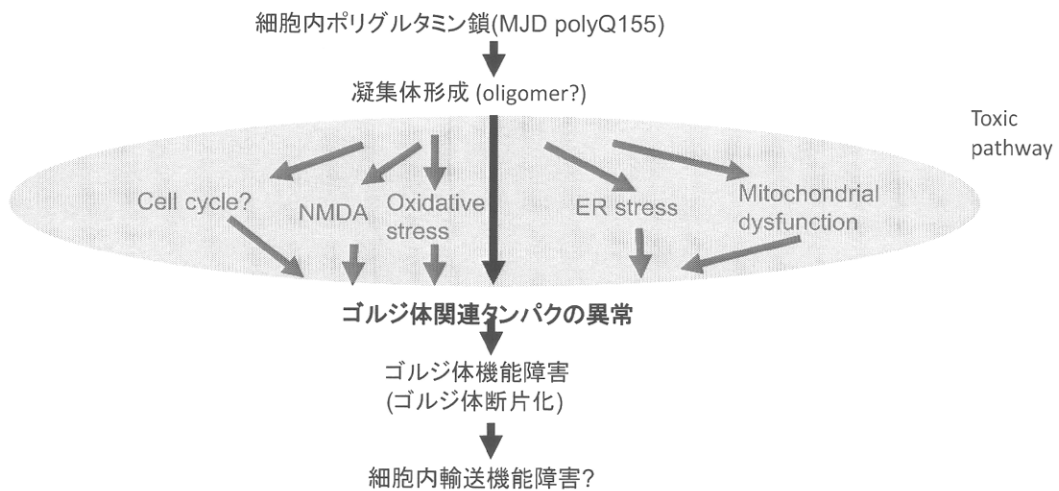 細胞内ポリグルタミン鎖(MJD polyQ155)
凝集体形成 (oligomer?)
Toxic
pathway
Cell cycle?
NMDA
Oxidative
stress
ER stress
Mitochondrial
dysfunction
ゴルジ体関連タンパクの異常
ゴルジ体機能障害
(ゴルジ体断片化)
細胞内輸送機能障害?